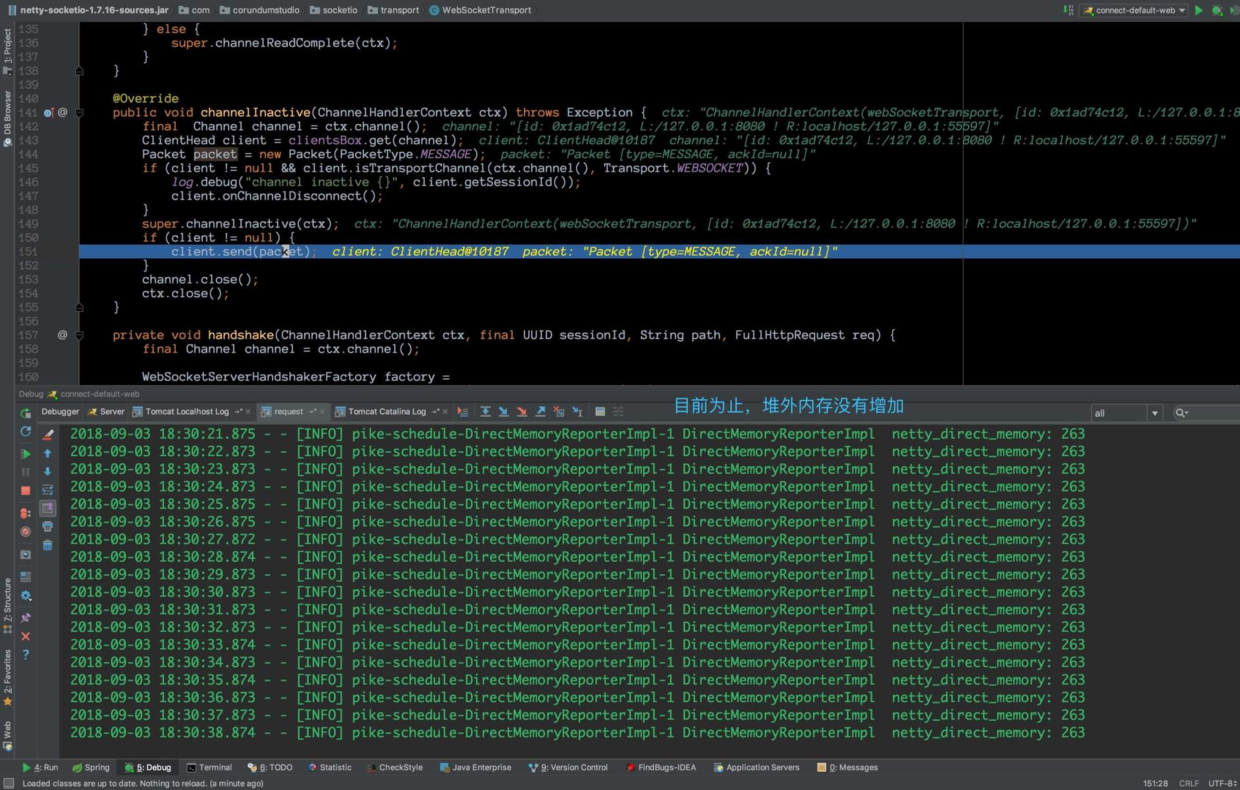 netty-socketio-1.7.16-sources.jar com corundumstudio socketio transport WebSocketTransport connect-default-web
135 } else {
136 super.channelReadComplete(ctx);
137 }
138 }
139
140 @Override
141 public void channelInactive(ChannelHandlerContext ctx) throws Exception { ctx: "ChannelHandlerContext(webSocketTransport, [id: 0x1ad74c12, L:/127.0.0.1:8
142 final Channel channel = ctx.channel(); channel: "[id: 0x1ad74c12, L:/127.0.0.1:8080 ! R:localhost/127.0.0.1:55597]"
143 ClientHead client = clientsBox.get(channel); client: ClientHead@10187 channel: "[id: 0x1ad74c12, L:/127.0.0.1:8080 ! R:localhost/127.0.0.1:55597]"
144 Packet packet = new Packet(PacketType.MESSAGE); packet: "Packet [type=MESSAGE, ackId=null]"
145 if (client != null && client.isTransportChannel(ctx.channel(), Transport.WEBSOCKET)) {
146 log.debug("channel inactive {}", client.getSessionId());
147 client.onChannelDisconnect();
148 }
149 super.channelInactive(ctx); ctx: "ChannelHandlerContext(webSocketTransport, [id: 0x1ad74c12, L:/127.0.0.1:8080 ! R:localhost/127.0.0.1:55597])"
150 if (client != null) {
151 client.send(packet); client: ClientHead@10187 packet: "Packet [type=MESSAGE, ackId=null]"
152 }
153 channel.close();
154 ctx.close();
155 }
156
157 private void handshake(ChannelHandlerContext ctx, final UUID sessionId, String path, FullHttpRequest req) {
158 final Channel channel = ctx.channel();
159
160 WebSocketServerHandshakerFactory factory =
1: Project
DB Browser
Z: Structure
2: Favorites
Web
Debug connect-default-web
Debugger Server Tomcat Localhost Log request Tomcat Catalina Log 目前为止，堆外内存没有增加 all
2018-09-03 18:30:21.875 - - [INFO] pike-schedule-DirectMemoryReporterImpl-1 DirectMemoryReporterImpl netty_direct_memory: 263
2018-09-03 18:30:22.873 - - [INFO] pike-schedule-DirectMemoryReporterImpl-1 DirectMemoryReporterImpl netty_direct_memory: 263
2018-09-03 18:30:23.873 - - [INFO] pike-schedule-DirectMemoryReporterImpl-1 DirectMemoryReporterImpl netty_direct_memory: 263
2018-09-03 18:30:24.873 - - [INFO] pike-schedule-DirectMemoryReporterImpl-1 DirectMemoryReporterImpl netty_direct_memory: 263
2018-09-03 18:30:25.875 - - [INFO] pike-schedule-DirectMemoryReporterImpl-1 DirectMemoryReporterImpl netty_direct_memory: 263
2018-09-03 18:30:26.875 - - [INFO] pike-schedule-DirectMemoryReporterImpl-1 DirectMemoryReporterImpl netty_direct_memory: 263
2018-09-03 18:30:27.872 - - [INFO] pike-schedule-DirectMemoryReporterImpl-1 DirectMemoryReporterImpl netty_direct_memory: 263
2018-09-03 18:30:28.874 - - [INFO] pike-schedule-DirectMemoryReporterImpl-1 DirectMemoryReporterImpl netty_direct_memory: 263
2018-09-03 18:30:29.873 - - [INFO] pike-schedule-DirectMemoryReporterImpl-1 DirectMemoryReporterImpl netty_direct_memory: 263
2018-09-03 18:30:30.873 - - [INFO] pike-schedule-DirectMemoryReporterImpl-1 DirectMemoryReporterImpl netty_direct_memory: 263
2018-09-03 18:30:31.873 - - [INFO] pike-schedule-DirectMemoryReporterImpl-1 DirectMemoryReporterImpl netty_direct_memory: 263
2018-09-03 18:30:32.873 - - [INFO] pike-schedule-DirectMemoryReporterImpl-1 DirectMemoryReporterImpl netty_direct_memory: 263
2018-09-03 18:30:33.874 - - [INFO] pike-schedule-DirectMemoryReporterImpl-1 DirectMemoryReporterImpl netty_direct_memory: 263
2018-09-03 18:30:34.873 - - [INFO] pike-schedule-DirectMemoryReporterImpl-1 DirectMemoryReporterImpl netty_direct_memory: 263
2018-09-03 18:30:35.874 - - [INFO] pike-schedule-DirectMemoryReporterImpl-1 DirectMemoryReporterImpl netty_direct_memory: 263
2018-09-03 18:30:36.873 - - [INFO] pike-schedule-DirectMemoryReporterImpl-1 DirectMemoryReporterImpl netty_direct_memory: 263
2018-09-03 18:30:37.873 - - [INFO] pike-schedule-DirectMemoryReporterImpl-1 DirectMemoryReporterImpl netty_direct_memory: 263
2018-09-03 18:30:38.874 - - [INFO] pike-schedule-DirectMemoryReporterImpl-1 DirectMemoryReporterImpl netty_direct_memory: 263
4: Run Spring 5: Debug Terminal 6: TODO Statistic CheckStyle Java Enterprise 9: Version Control FindBugs-IDEA Application Servers 0: Messages
Loaded classes are up to date. Nothing to reload. (a minute ago) 151:28 CRLF UTF-8